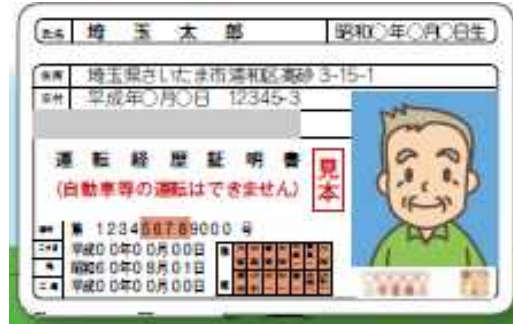 氏名 埼玉太郎 昭和○年○月○日生
住所 埼玉県さいたま市浦和区高砂 3-15-1
交付 平成年○月○日 12345-3
運転経歴証明書
(自動車等の運転はできません)
見本
番号 第 123456789000 号
平成00年00月00日
昭和60年08月01日
平成00年00月00日